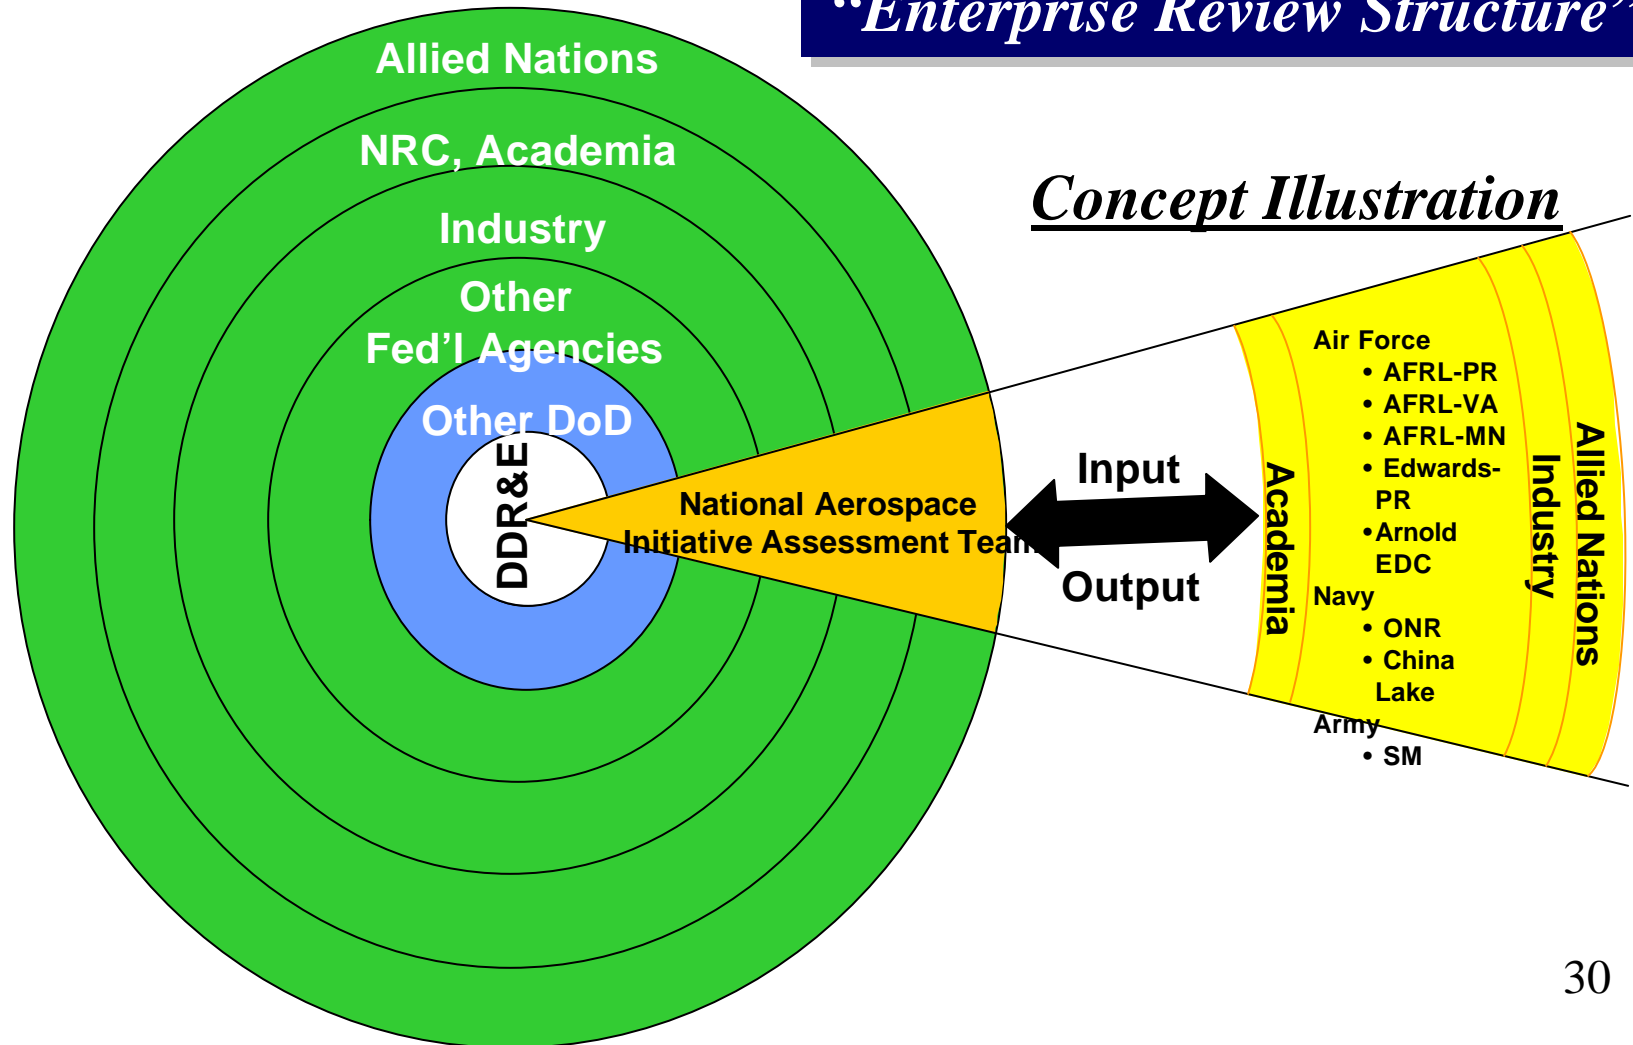 “Enterprise Review Structure”
Allied Nations
NRC, Academia
Concept Illustration
Industry
Other
Fed’l Agencies
Other DoD
DDR&E
National Aerospace
Initiative Assessment Team
Input
Output
Academia
Air Force
• AFRL-PR
• AFRL-VA
• AFRL-MN
• Edwards-
PR
•Arnold
EDC
Navy
• ONR
• China
Lake
Army
• SM
Industry
Allied Nations
30